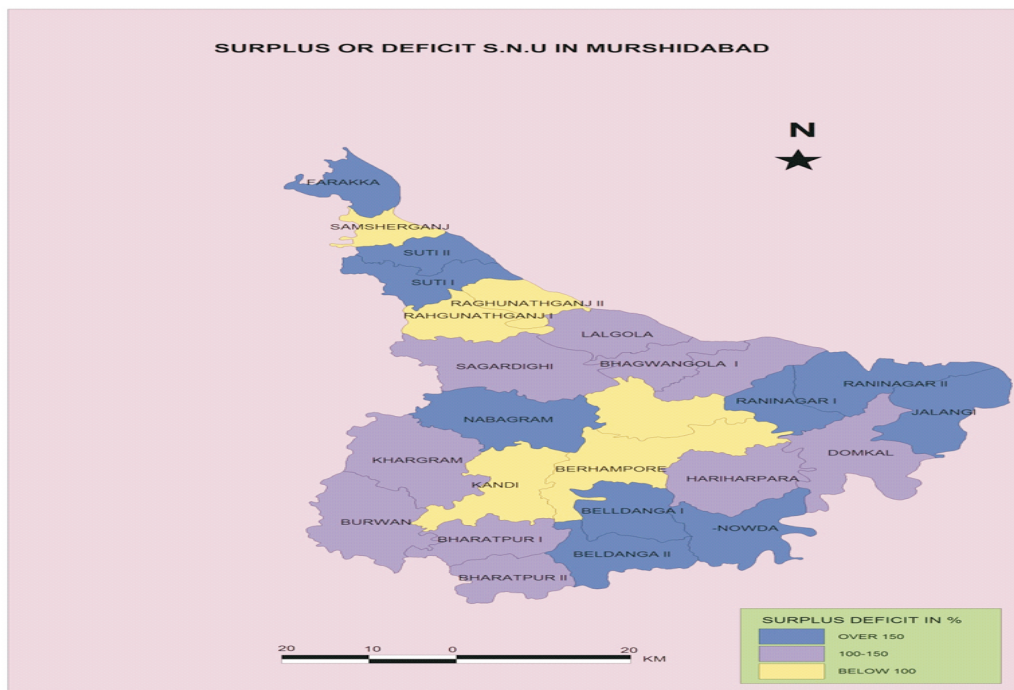 SURPLUS OR DEFICIT S.N.U IN MURSHIDABAD
N
FARAKKA
SAMSHERGANJ
SUTI II
SUTI I
RAGHUNATHGANJ II
RAHGUNATHGANJ I
LALGOLA
SAGARDIGHI
BHAGWANGOLA I
RANINAGAR II
RANINAGAR I
JALANGI
NABAGRAM
DOMKAL
KHARGRAM
BERHAMPORE
HARIHARPARA
KANDI
BURWAN
BELLDANGA I
-NOWDA
BHARATPUR I
BELDANGA II
BHARATPUR II
SURPLUS DEFICIT IN %
OVER 150
100-150
BELOW 100
20 10 0 20 KM